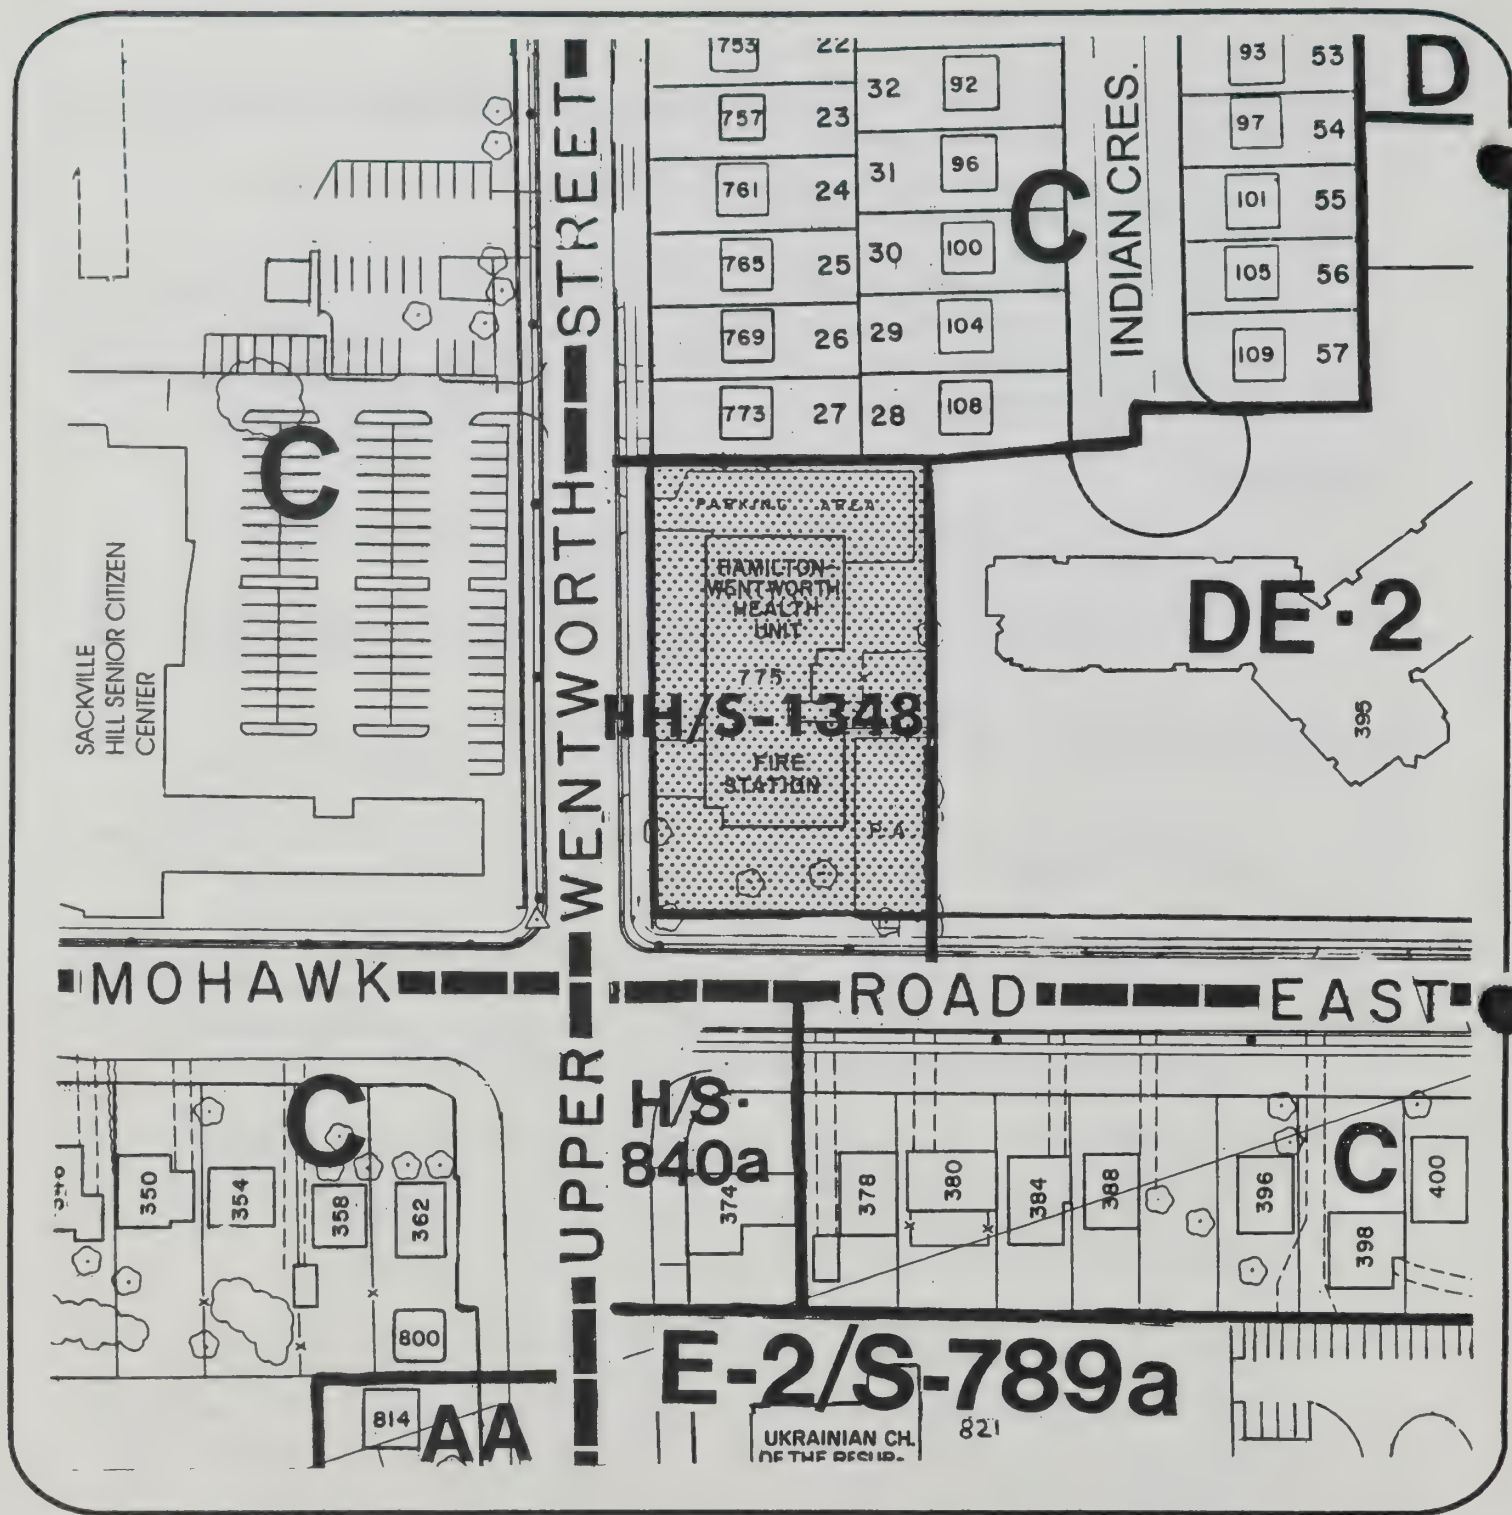 753 22
32 92
757 23
31 96
761 24
30 100
765 25
29 104
769 26
28 108
773 27
C
INDIAN CRES.
93 53
97 54
101 55
105 56
109 57
D
C
SACKVILLE
HILL SENIOR CITIZEN
CENTER
UPPER WENTWORTH STREET
PARKING AREA
HAMILTON-
WENTWORTH
HEALTH
UNIT
775
HH/S-1348
FIRE
STATION
P.A
DE-2
395
MOHAWK ROAD EAST
C
350
354
358
362
800
814
AA
H/S-
840a
374
378
380
384
388
396
398
400
C
E-2/S-789a
821
UKRAINIAN CH.
OF THE RESUR-